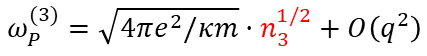 ω_P^{(3)} = √(4πe²/κm) · n_3^{1/2} + O(q²)